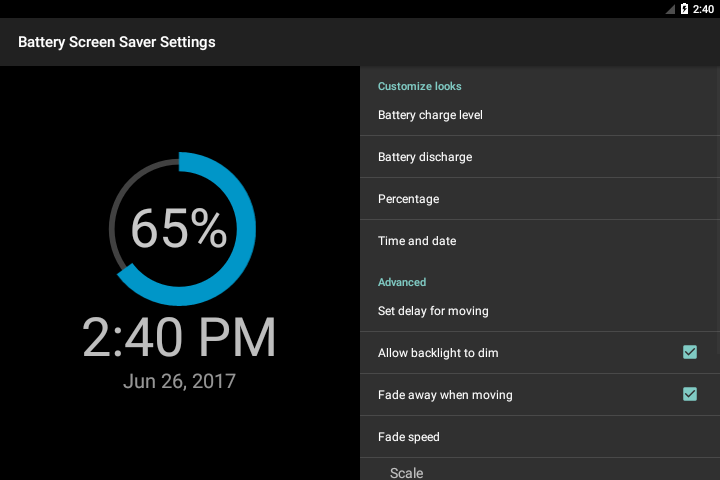 2:40
Battery Screen Saver Settings
65%
2:40 PM
Jun 26, 2017
Customize looks
Battery charge level
Battery discharge
Percentage
Time and date
Advanced
Set delay for moving
Allow backlight to dim
Fade away when moving
Fade speed
Scale